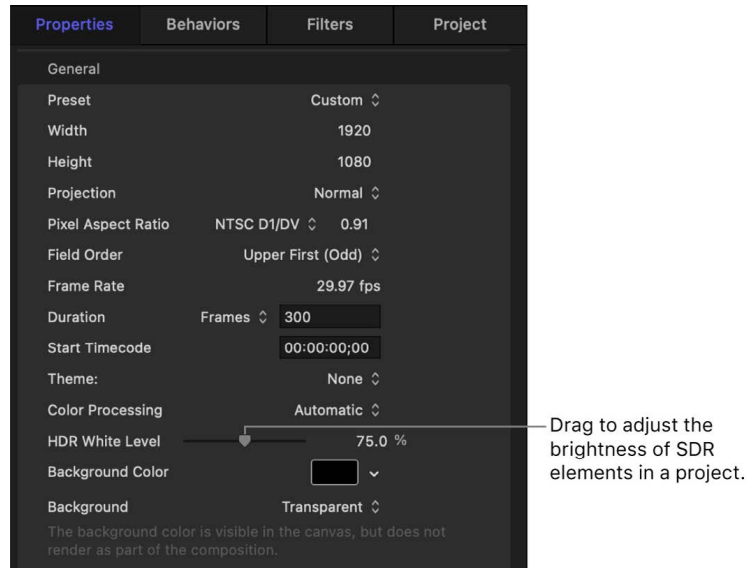 Properties Behaviors Filters Project
General
Preset Custom
Width 1920
Height 1080
Projection Normal
Pixel Aspect Ratio NTSC D1/DV 0.91
Field Order Upper First (Odd)
Frame Rate 29.97 fps
Duration Frames 300
Start Timecode 00:00:00;00
Theme: None
Color Processing Automatic
HDR White Level 75.0 %
Background Color
Background Transparent
The background color is visible in the canvas, but does not
render as part of the composition.
Drag to adjust the
brightness of SDR
elements in a project.